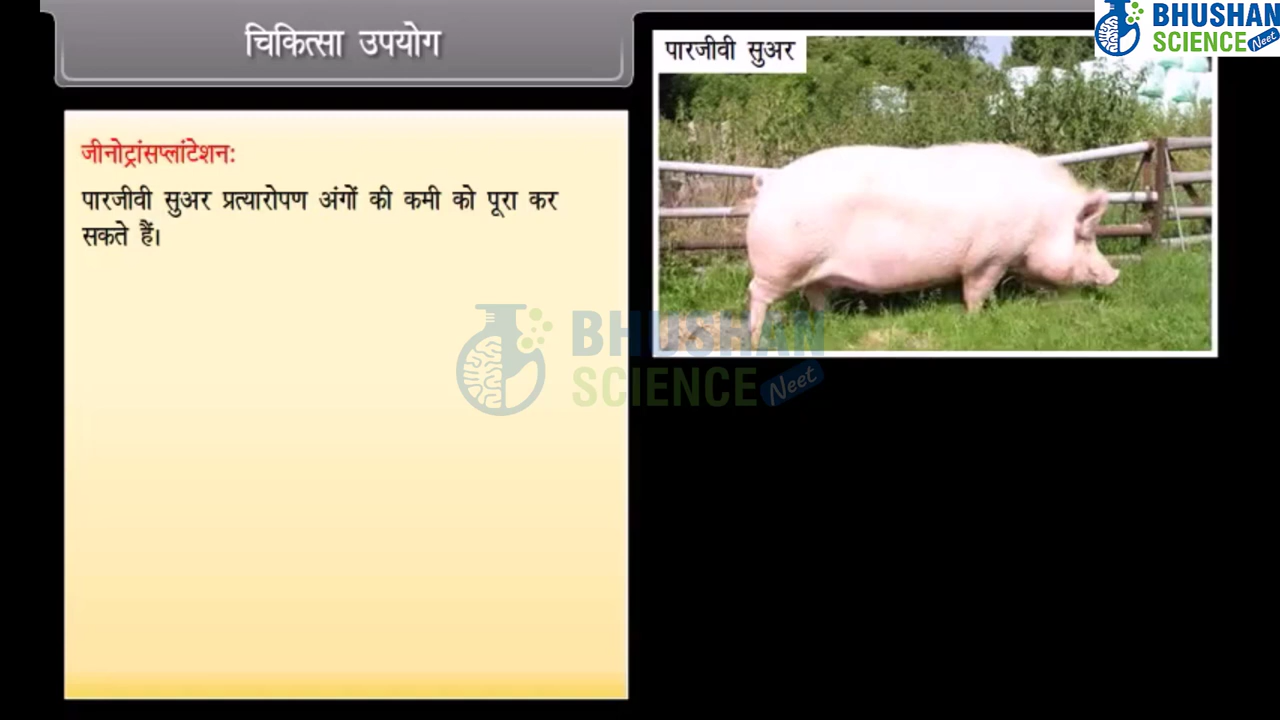 चिकित्सा उपयोग
जीनोट्रांसप्लांटेशन:
पारजीवी सुअर प्रत्यारोपण अंगों की कमी को पूरा कर
सकते हैं।
पारजीवी सुअर
BHUSHAN
SCIENCE Neet
BHUSHAN
SCIENCE Neet